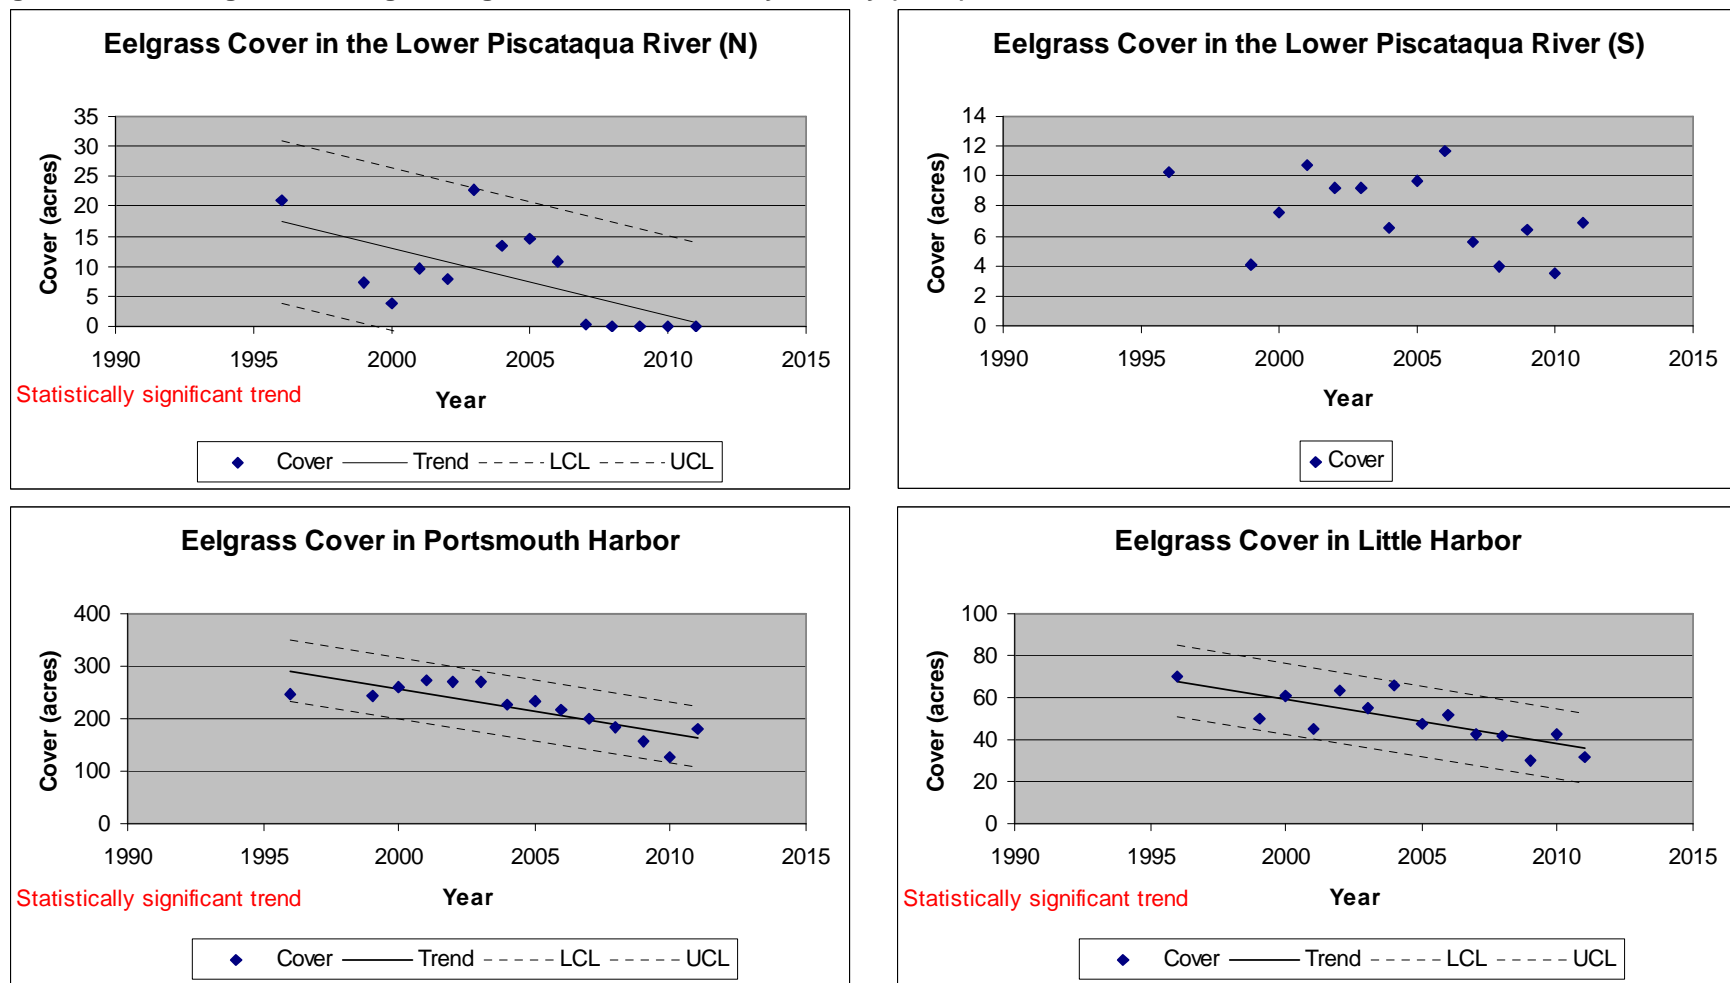 Eelgrass Cover in the Lower Piscataqua River (N)
35
30
25
20
15
10
5
0
Cover (acres)
1990 1995 2000 2005 2010 2015
Statistically significant trend
Year
Cover Trend LCL UCL
Eelgrass Cover in the Lower Piscataqua River (S)
14
12
10
8
6
4
2
0
Cover (acres)
1990 1995 2000 2005 2010 2015
Year
Cover
Eelgrass Cover in Portsmouth Harbor
400
300
200
100
0
Cover (acres)
1990 1995 2000 2005 2010 2015
Statistically significant trend
Year
Cover Trend LCL UCL
Eelgrass Cover in Little Harbor
100
80
60
40
20
0
Cover (acres)
1990 1995 2000 2005 2010 2015
Statistically significant trend
Year
Cover Trend LCL UCL